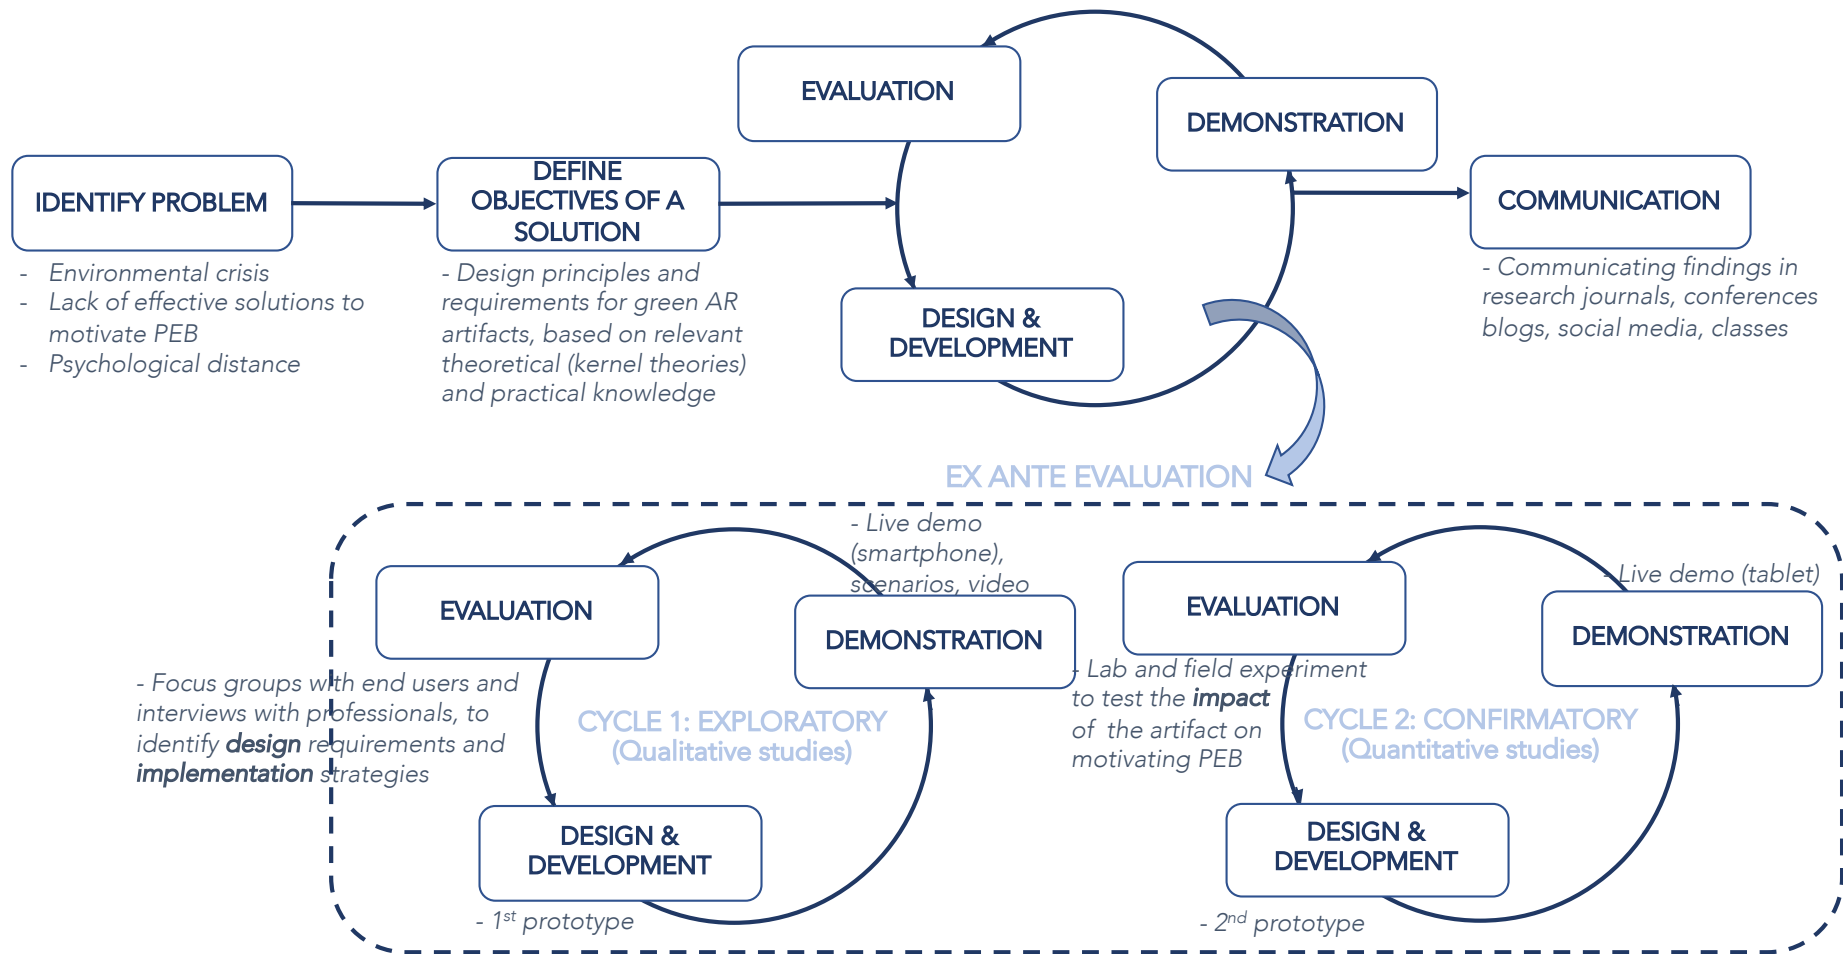 EVALUATION
DEMONSTRATION
IDENTIFY PROBLEM
DEFINE
OBJECTIVES OF A
SOLUTION
COMMUNICATION
- Environmental crisis
- Lack of effective solutions to
motivate PEB
- Psychological distance
- Design principles and
requirements for green AR
artifacts, based on relevant
theoretical (kernel theories)
and practical knowledge
DESIGN &
DEVELOPMENT
- Communicating findings in
research journals, conferences
blogs, social media, classes
EX ANTE EVALUATION
- Live demo
(smartphone),
scenarios, video
EVALUATION
DEMONSTRATION
- Focus groups with end users and
interviews with professionals, to
identify design requirements and
implementation strategies
CYCLE 1: EXPLORATORY
(Qualitative studies)
DESIGN &
DEVELOPMENT
- 1st prototype
- Live demo (tablet)
EVALUATION
DEMONSTRATION
- Lab and field experiment
to test the impact
of the artifact on
motivating PEB
CYCLE 2: CONFIRMATORY
(Quantitative studies)
DESIGN &
DEVELOPMENT
- 2nd prototype